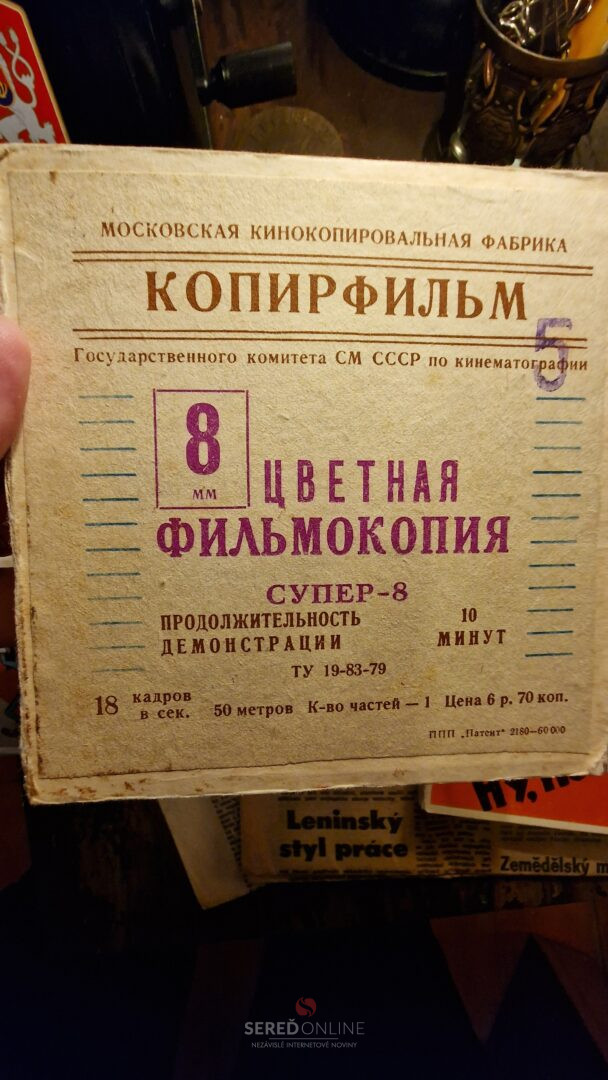 МОСКОВСКАЯ КИНОКОПИРОВАЛЬНАЯ ФАБРИКА
КОПИРФИЛЬМ
5
Государственного комитета СМ СССР по кинематографии
8
мм
ЦВЕТНАЯ
ФИЛЬМОКОПИЯ
СУПЕР-8
ПРОДОЛЖИТЕЛЬНОСТЬ
ДЕМОНСТРАЦИИ
10
МИНУТ
ТУ 19-83-79
18 кадров
в сек.
50 метров К-во частей — 1 Цена 6 р. 70 коп.
ППП „Патент" 2180—60 000
НУ,
Leninský
styl práce
Zemědělský
SEREĎONLINE
NEZÁVISLÉ INTERNETOVÉ NOVINY